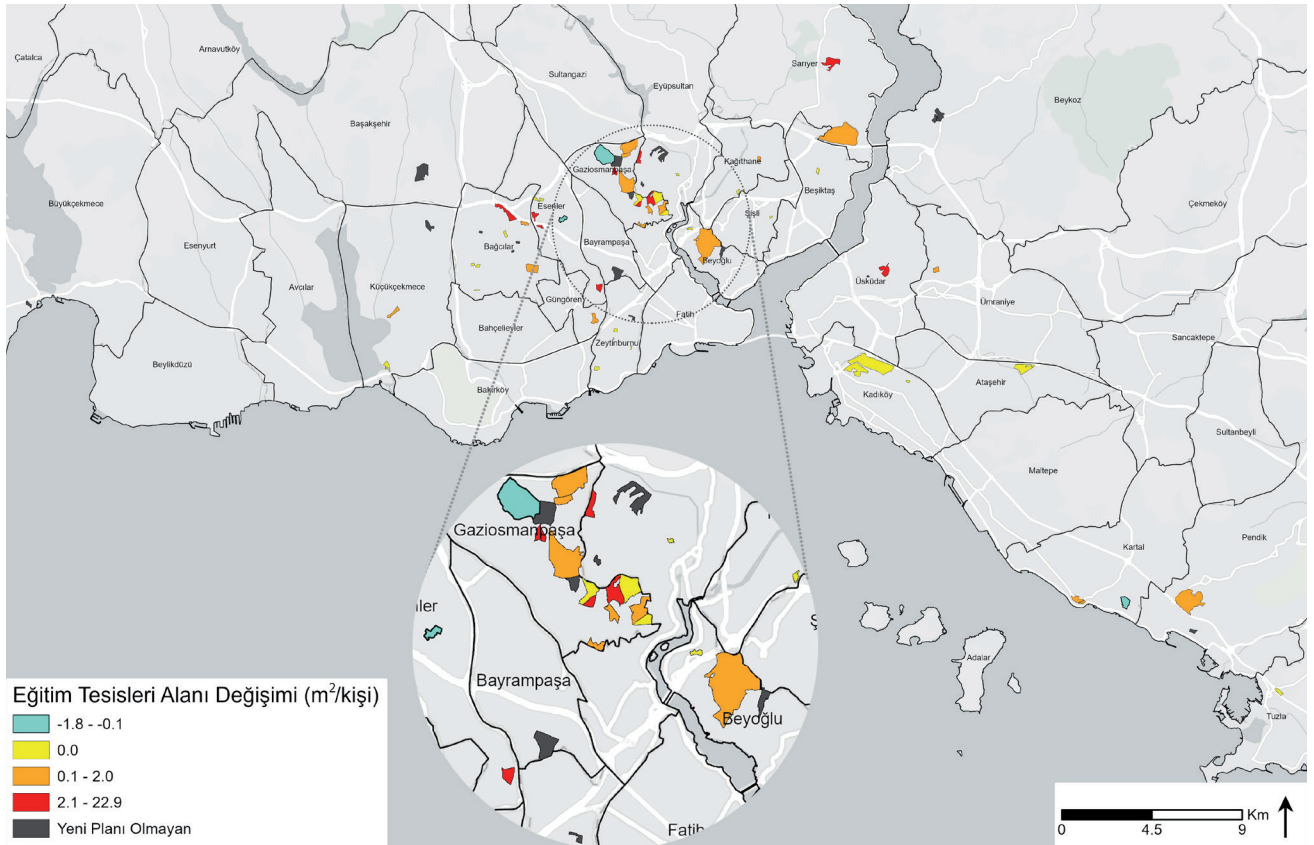 Çatalca
Arnavutköy
Sultangazi
Eyüpsultan
Sarıyer
Beykoz
Başakşehir
Kağıthane
Gaziosmanpaşa
Beşiktaş
Çekmeköy
Büyükçekmece
Esenyurt
Esenler
Şişli
Bağcılar
Bayrampaşa
Beyoğlu
Avcılar
Küçükçekmece
Güngören
Üsküdar
Ümraniye
Fatih
Bahçelievler
Zeytinburnu
Sancaktepe
Beylikdüzü
Bakırköy
Kadıköy
Ataşehir
Sultanbeyli
Maltepe
Kartal
Pendik
Adalar
Tuzla
Gaziosmanpaşa
ler
Bayrampaşa
Beyoğlu
Fatih
Eğitim Tesisleri Alanı Değişimi (m²/kişi)
-1.8 - -0.1
0.0
0.1 - 2.0
2.1 - 22.9
Yeni Planı Olmayan
Km
0 4.5 9